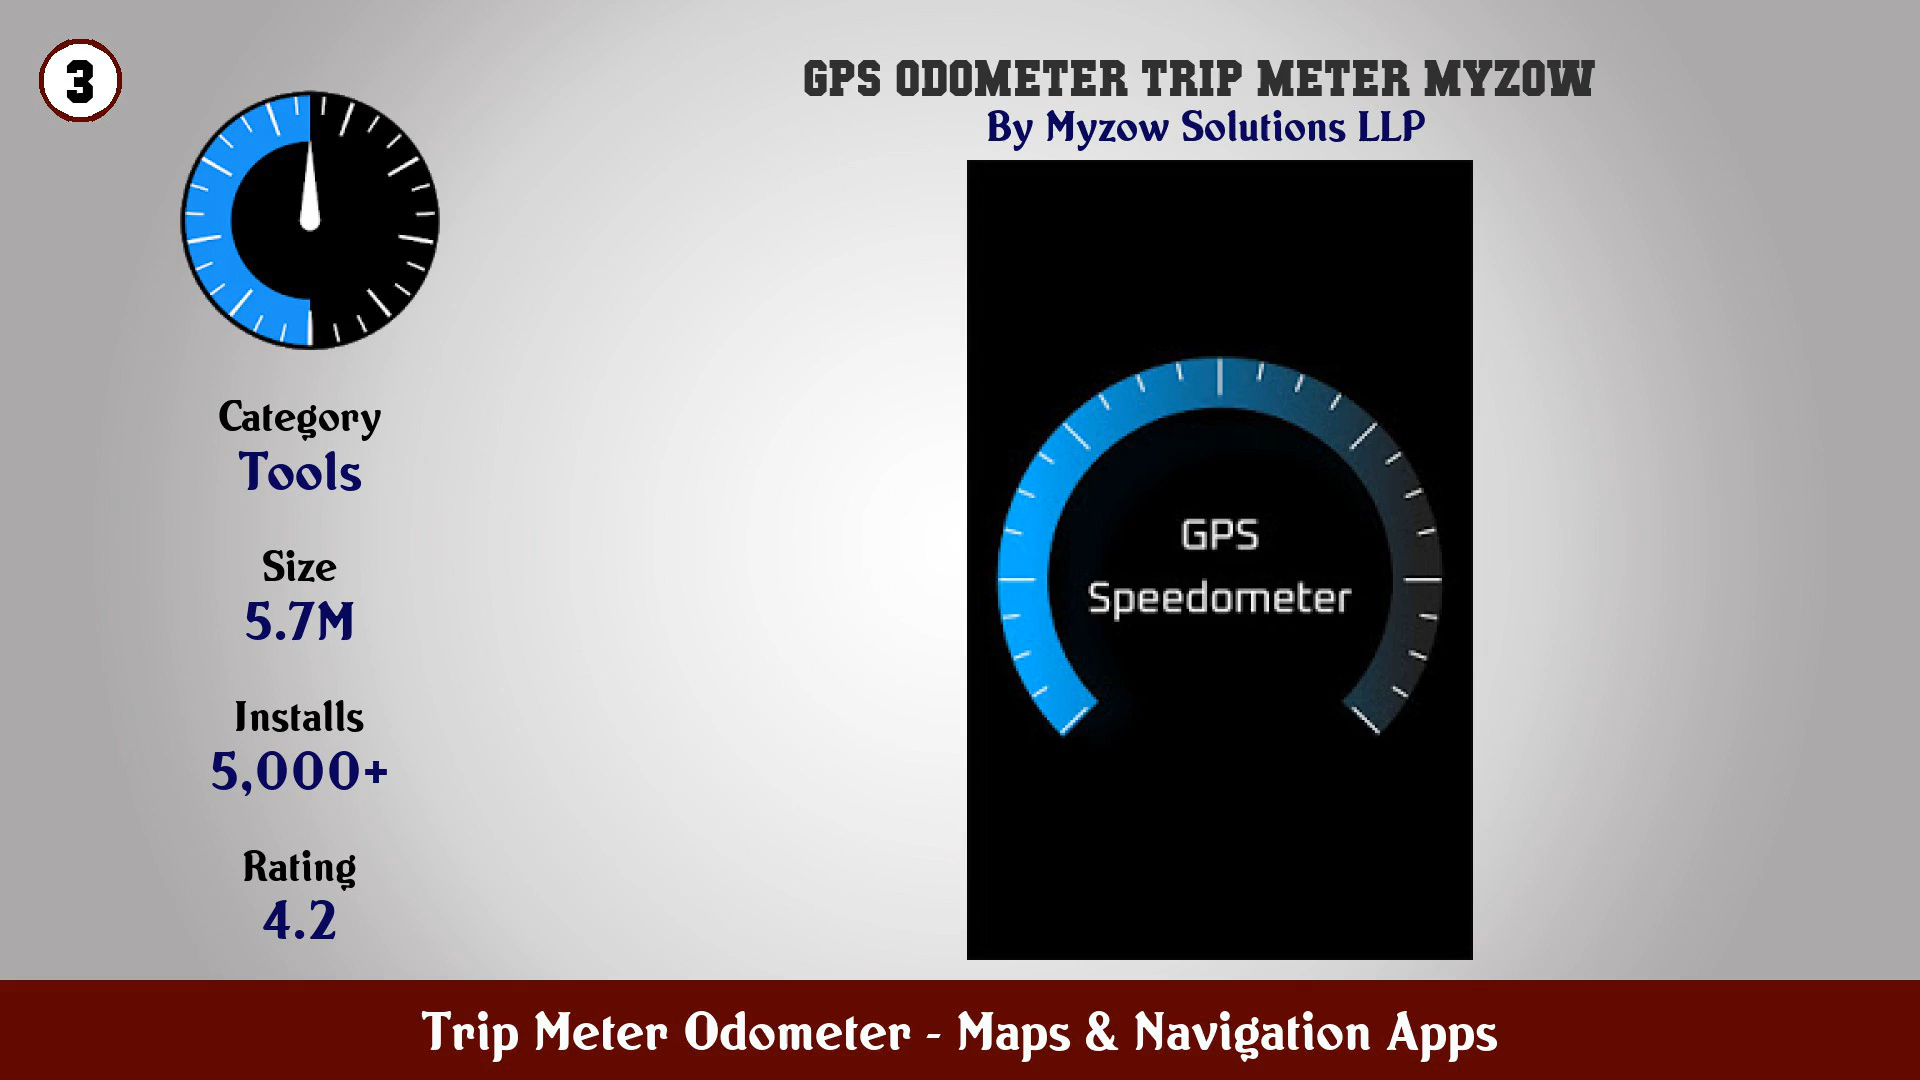 3
GPS ODOMETER TRIP METER MYZOW
By Myzow Solutions LLP
Category
Tools
Size
5.7M
Installs
5,000+
Rating
4.2
GPS
Speedometer
Trip Meter Odometer - Maps & Navigation Apps